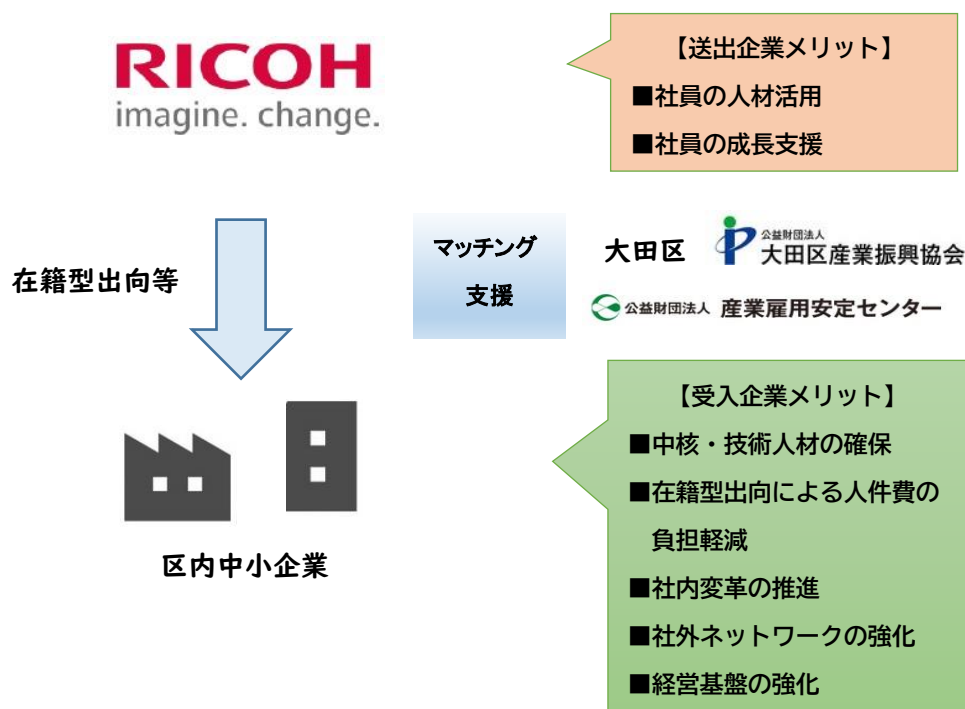 RICOH
imagine. change.
【送出企業メリット】
■社員の人材活用
■社員の成長支援
在籍型出向等
マッチング
支援
大田区
公益財団法人
大田区産業振興協会
公益財団法人 産業雇用安定センター
区内中小企業
【受入企業メリット】
■中核・技術人材の確保
■在籍型出向による人件費の
負担軽減
■社内変革の推進
■社外ネットワークの強化
■経営基盤の強化